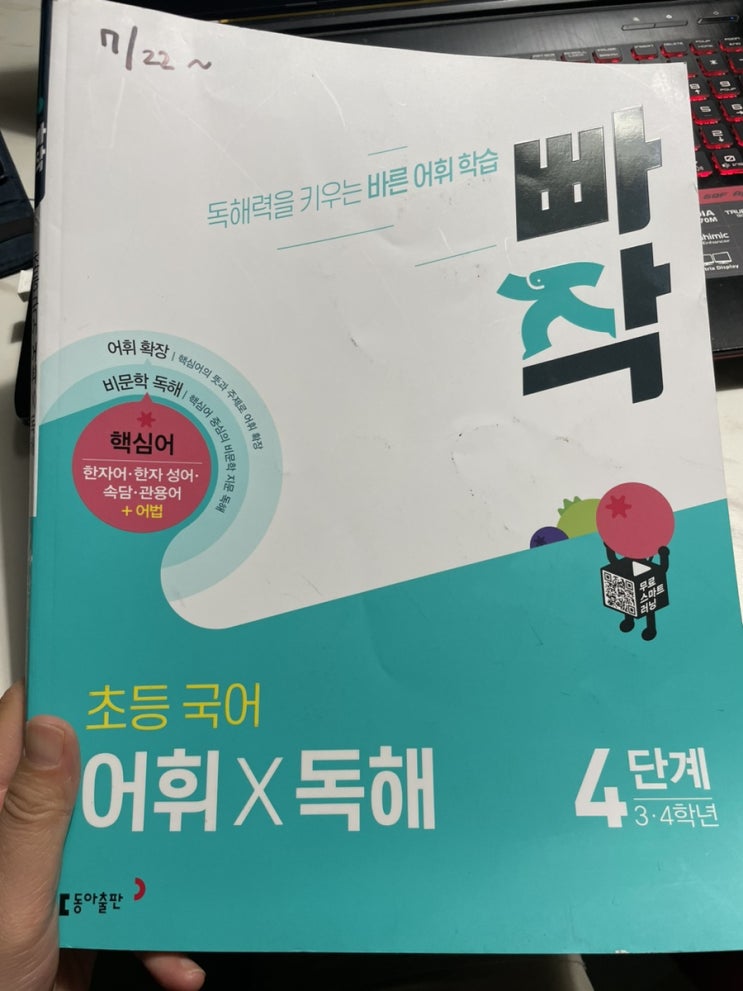 7/22~
독해력을 키우는 바른 어휘 학습
빠작
어휘 확장 | 핵심어의 뜻과 주제로 어휘 확장
비문학 독해 | 핵심어 중심의 비문학 지문 독해
핵심어
한자어·한자 성어·
속담·관용어
+ 어법
무료
스마트
러닝
초등 국어
어휘 X 독해
4단계
3·4학년
동아출판